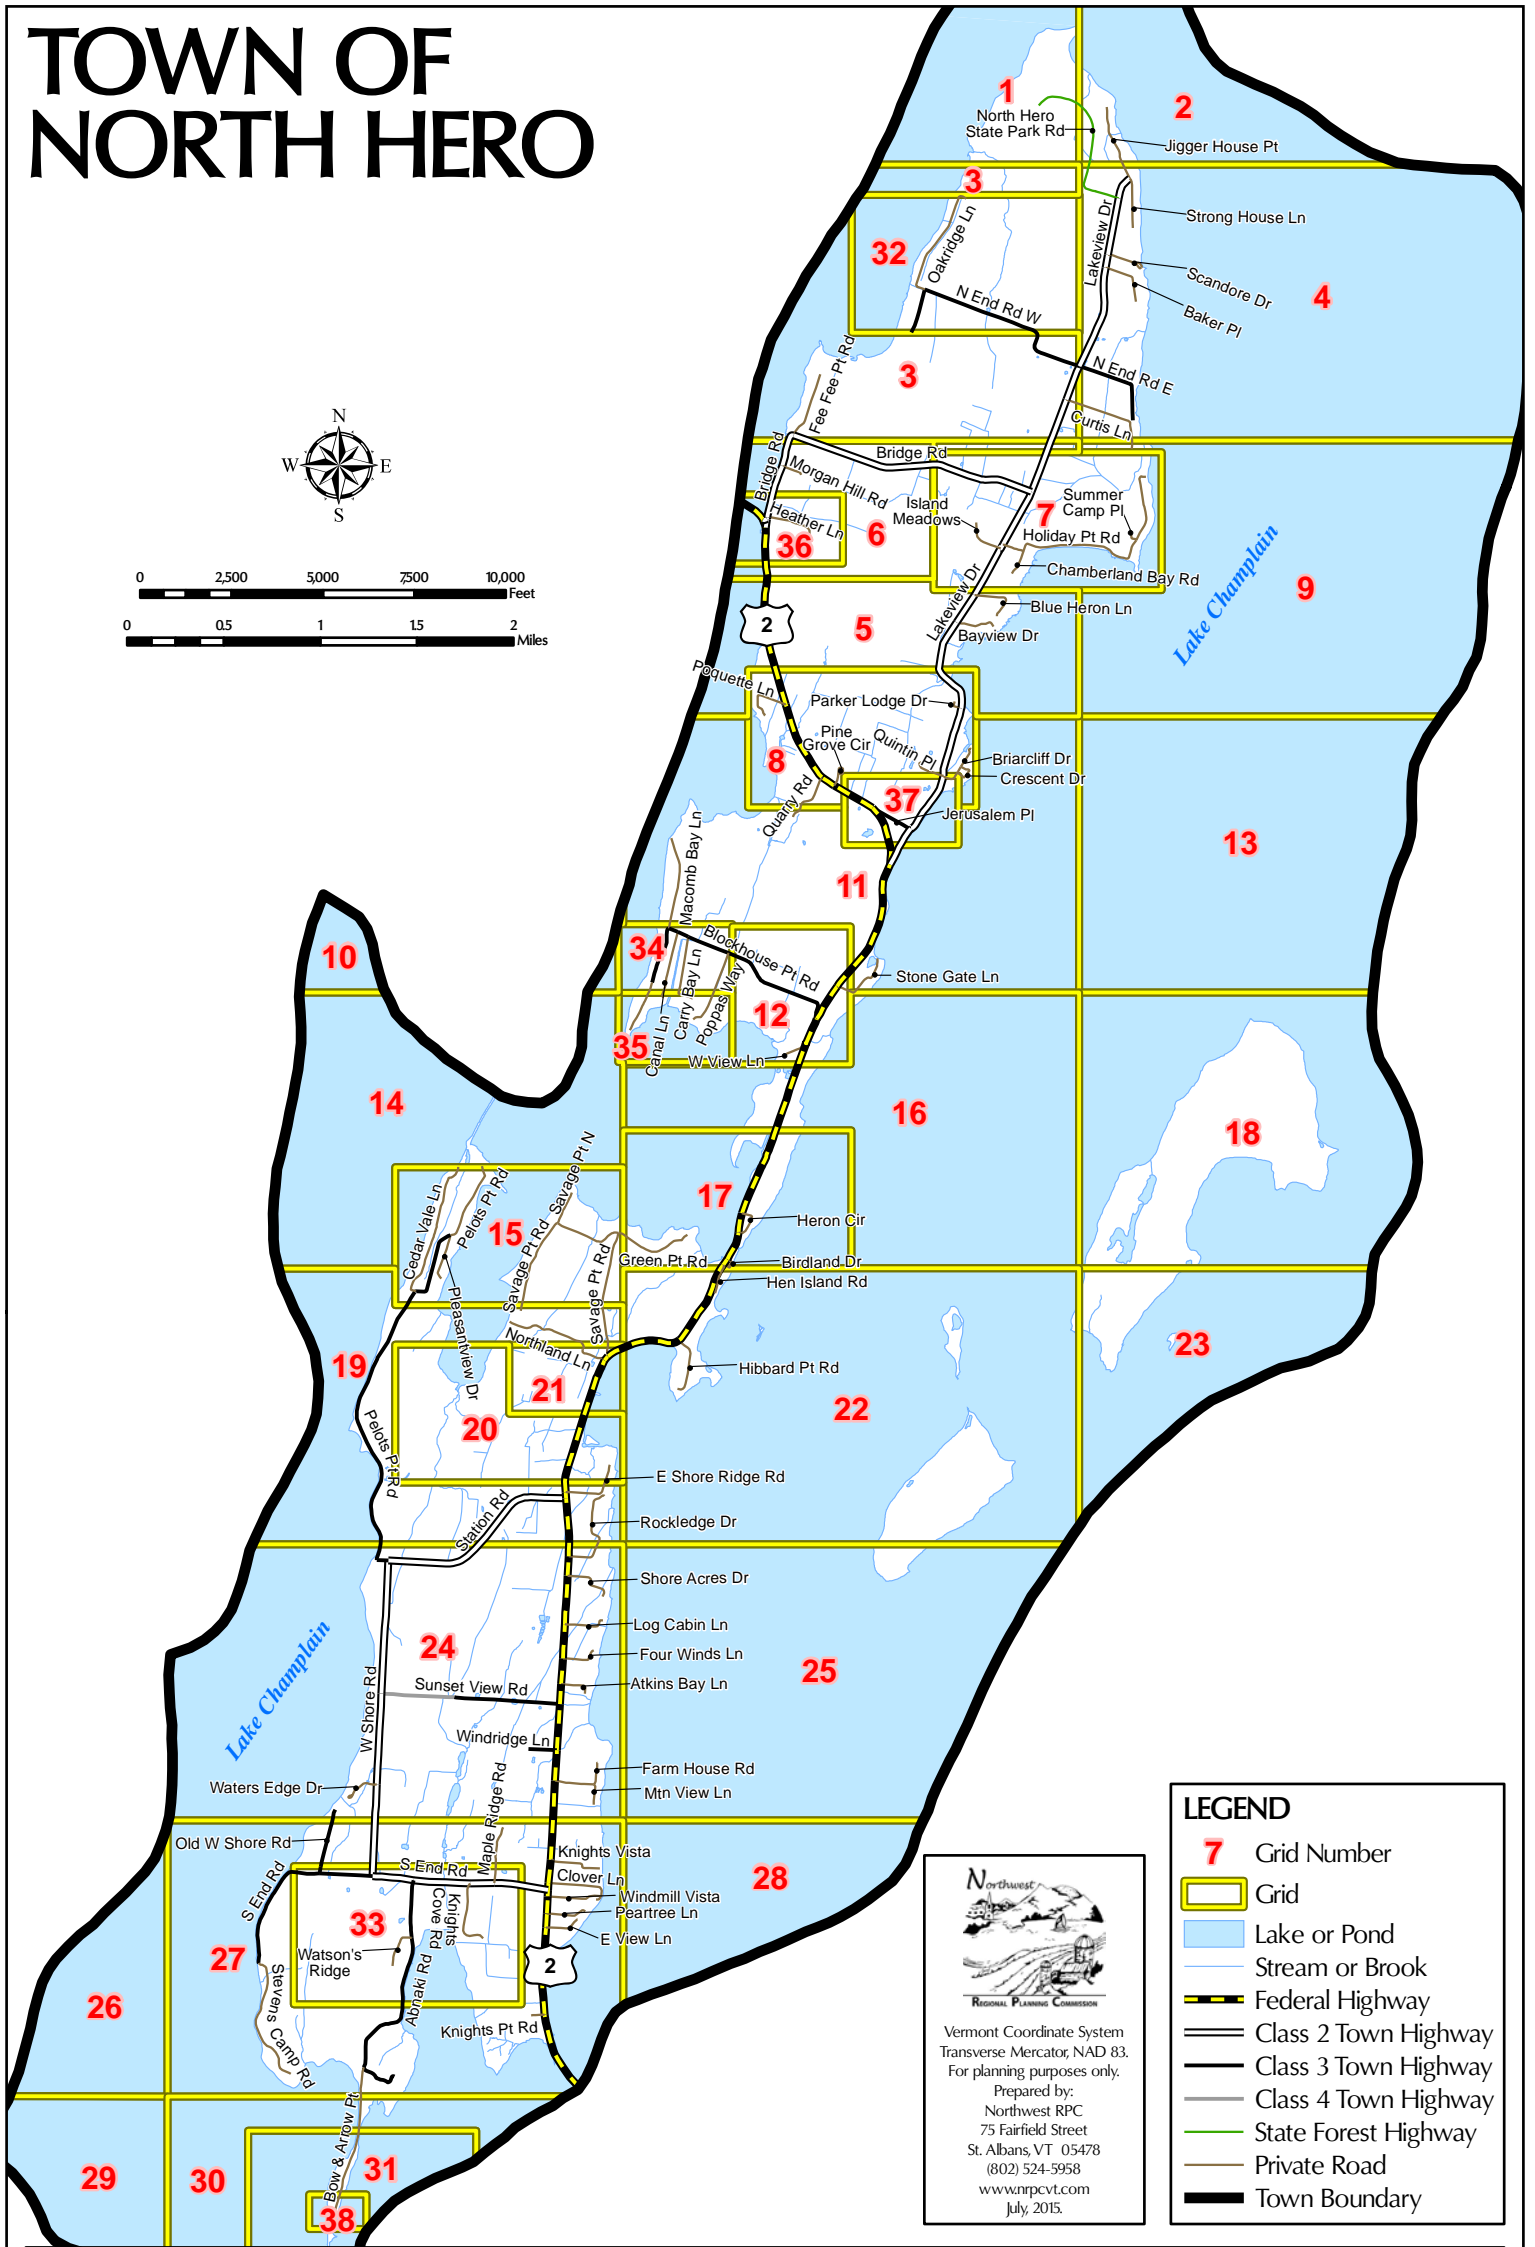 TOWN OF
NORTH HERO
1
2
North Hero
State Park Rd
Jigger House Pt
3
Strong House Ln
32
Oakridge Ln
Lakeview Dr
Scandore Dr
4
N End Rd W
Baker Pl
Fee Fee Pt Rd
3
N End Rd E
Curtis Ln
N
W
E
S
Bridge Rd
Bridge Rd
Morgan Hill Rd
Island
Meadows
Summer
Camp Pl
7
Heather Ln
36
6
Holiday Pt Rd
Chamberland Bay Rd
Lake Champlain
9
0
2,500
5,000
7,500
10,000
Feet
0
0.5
1
1.5
2
Miles
2
5
Lakeview Dr
Blue Heron Ln
Bayview Dr
Poquette Ln
Parker Lodge Dr
Pine
Grove Cir
Quintin Pl
8
Briarcliff Dr
Crescent Dr
37
Quarry Rd
Jerusalem Pl
13
Macomb Bay Ln
11
10
34
Blockhouse Pt Rd
Carry Bay Ln
Poppas Way
Stone Gate Ln
12
35
Canal Ln
W View Ln
14
16
18
Savage Pt N
17
Cedar Vale Ln
Pelots Pt Rd
15
Savage Pt Rd
Savage Pt Rd
Heron Cir
Green Pt Rd
Birdland Dr
Hen Island Rd
Pleasantview Dr
Northland Ln
19
Hibbard Pt Rd
23
21
22
20
Pelots Pt Rd
E Shore Ridge Rd
Station Rd
Rockledge Dr
Shore Acres Dr
Log Cabin Ln
24
Four Winds Ln
25
Lake Champlain
W Shore Rd
Sunset View Rd
Atkins Bay Ln
Windridge Ln
Farm House Rd
Maple Ridge Rd
Waters Edge Dr
Mtn View Ln
Old W Shore Rd
Knights Vista
S End Rd
S End Rd
Clover Ln
28
Windmill Vista
Peartree Ln
33
Knights
Cove Rd
E View Ln
27
Watson's
Ridge
2
26
Stevens Camp Rd
Abnaki Rd
Knights Pt Rd
Bow & Arrow Pt
29
30
31
38
Northwest
REGIONAL PLANNING COMMISSION
Vermont Coordinate System
Transverse Mercator, NAD 83.
For planning purposes only.
Prepared by:
Northwest RPC
75 Fairfield Street
St. Albans, VT 05478
(802) 524-5958
www.nrpcvt.com
July, 2015.
LEGEND
7 Grid Number
Grid
Lake or Pond
Stream or Brook
Federal Highway
Class 2 Town Highway
Class 3 Town Highway
Class 4 Town Highway
State Forest Highway
Private Road
Town Boundary